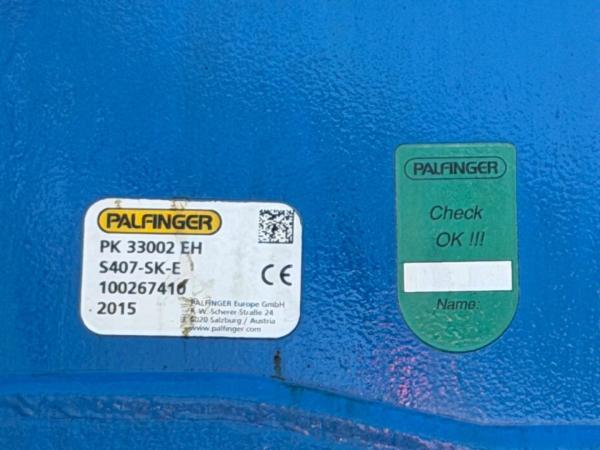 PALFINGER
PK 33002 EH
S407-SK-E
100267416
2015
PALFINGER Europe GmbH
F. W. Scherer-Straße 24
5020 Salzburg / Austria
www.palfinger.com
CE
PALFINGER
Check
OK !!!
Name: